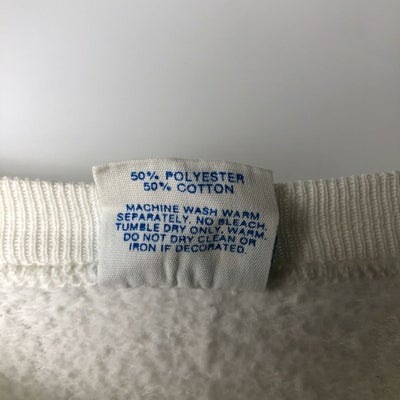 50% POLYESTER
50% COTTON
MACHINE WASH WARM
SEPARATELY. NO BLEACH.
TUMBLE DRY ONLY. WARM.
DO NOT DRY CLEAN OR
IRON IF DECORATED.